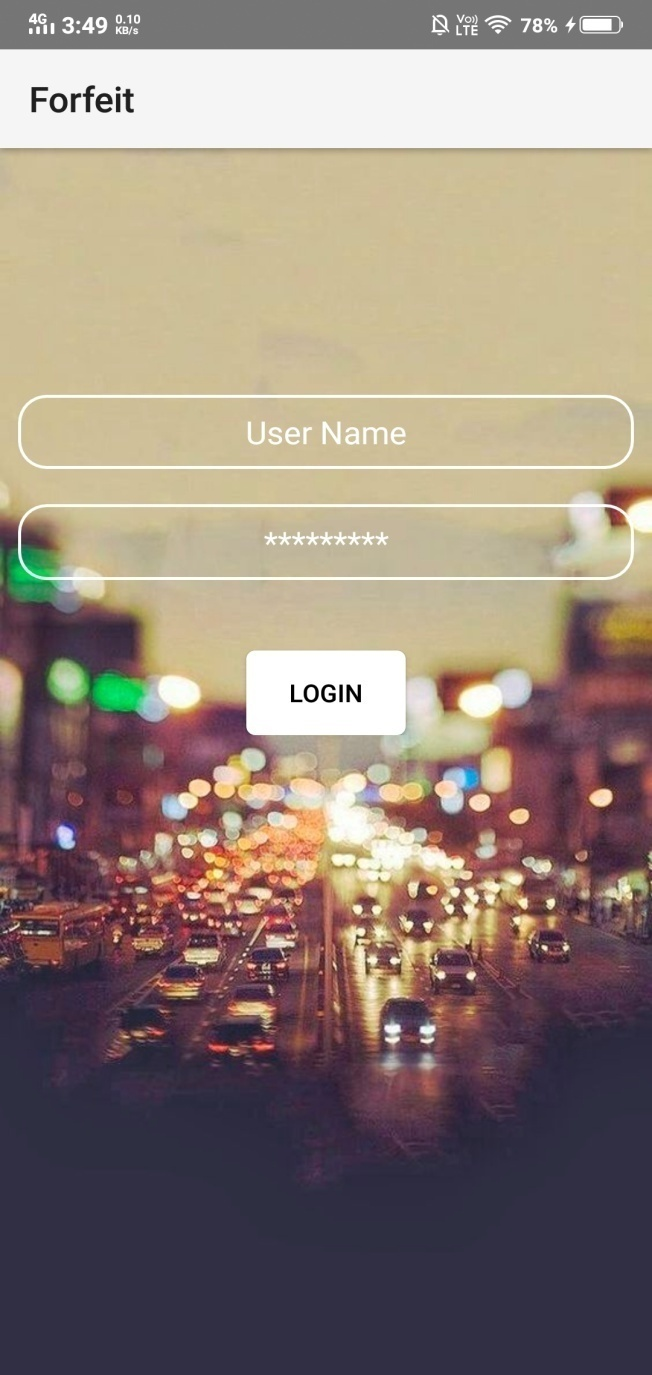 4G 3:49 0.10 KB/s Vo)) LTE 78%
Forfeit
User Name
*********
LOGIN